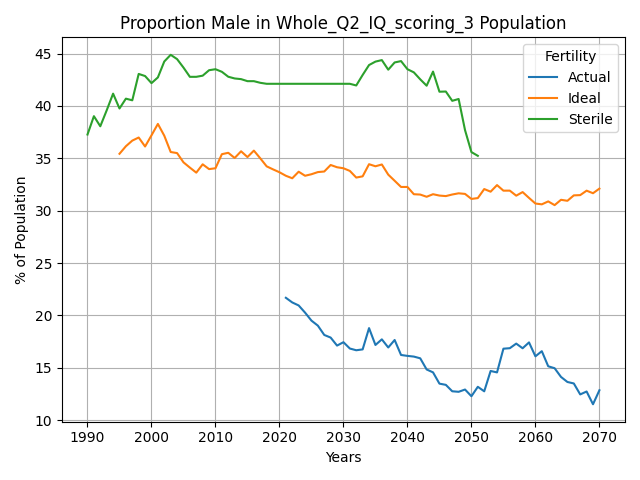 Proportion Male in Whole_Q2_IQ_scoring_3 Population
Fertility
Actual
Ideal
Sterile
% of Population
45
40
35
30
25
20
15
10
1990 2000 2010 2020 2030 2040 2050 2060 2070
Years